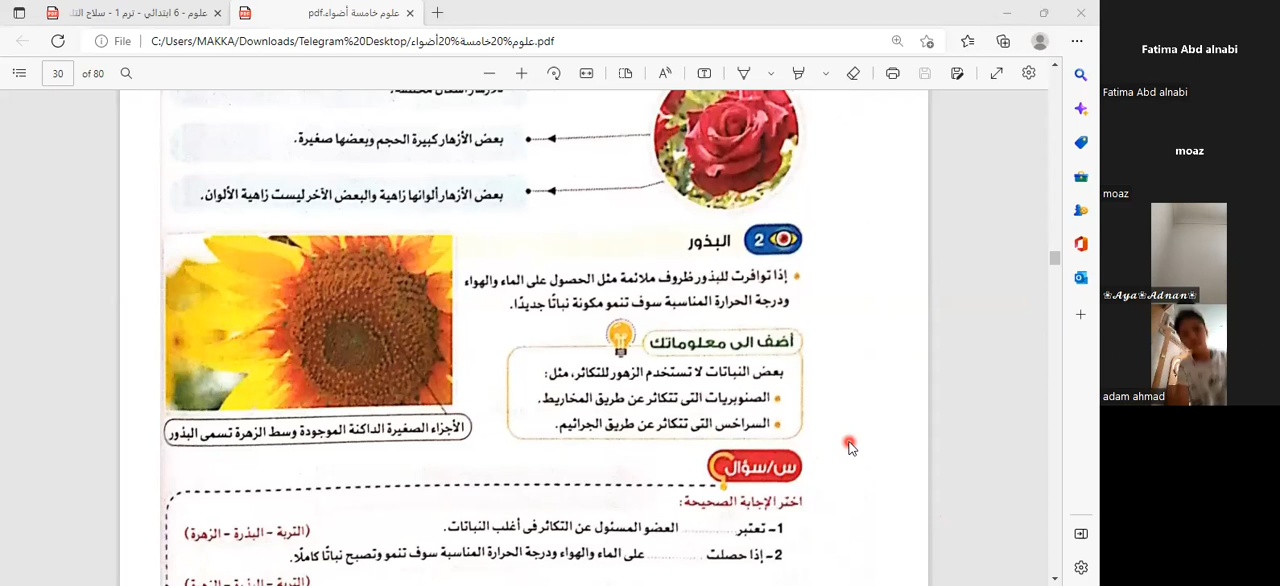 علوم - 6 ابتدائي - ترم 1 - سلاح التل
علوم خامسة أضواء.pdf
File
C:/Users/MAKKA/Downloads/Telegram%20Desktop/علوم%20خامسة%20أضواء.pdf
30 of 80
بعض الأزهار كبيرة الحجم وبعضها صغيرة.
بعض الأزهار ألوانها زاهية والبعض الآخر ليست زاهية الألوان.
2 البذور
إذا توافرت للبذور ظروف ملائمة مثل الحصول على الماء والهواء
ودرجة الحرارة المناسبة سوف تنمو مكونة نباتًا جديدًا.
أضف الى معلوماتك
بعض النباتات لا تستخدم الزهور للتكاثر، مثل:
الصنوبريات التى تتكاثر عن طريق المخاريط.
السراخس التى تتكاثر عن طريق الجراثيم.
الأجزاء الصغيرة الداكنة الموجودة وسط الزهرة تسمى البذور
س/سؤال
اختر الإجابة الصحيحة:
1- تعتبر ............ العضو المسئول عن التكاثر فى أغلب النباتات. (التربة - البذرة - الزهرة)
2- إذا حصلت ............ على الماء والهواء ودرجة الحرارة المناسبة سوف تنمو وتصبح نباتًا كاملًا.
Fatima Abd alnabi
Fatima Abd alnabi
moaz
moaz
❀𝓐𝔂𝓪❀𝓐𝓭𝓷𝓪𝓷❀
adam ahmad